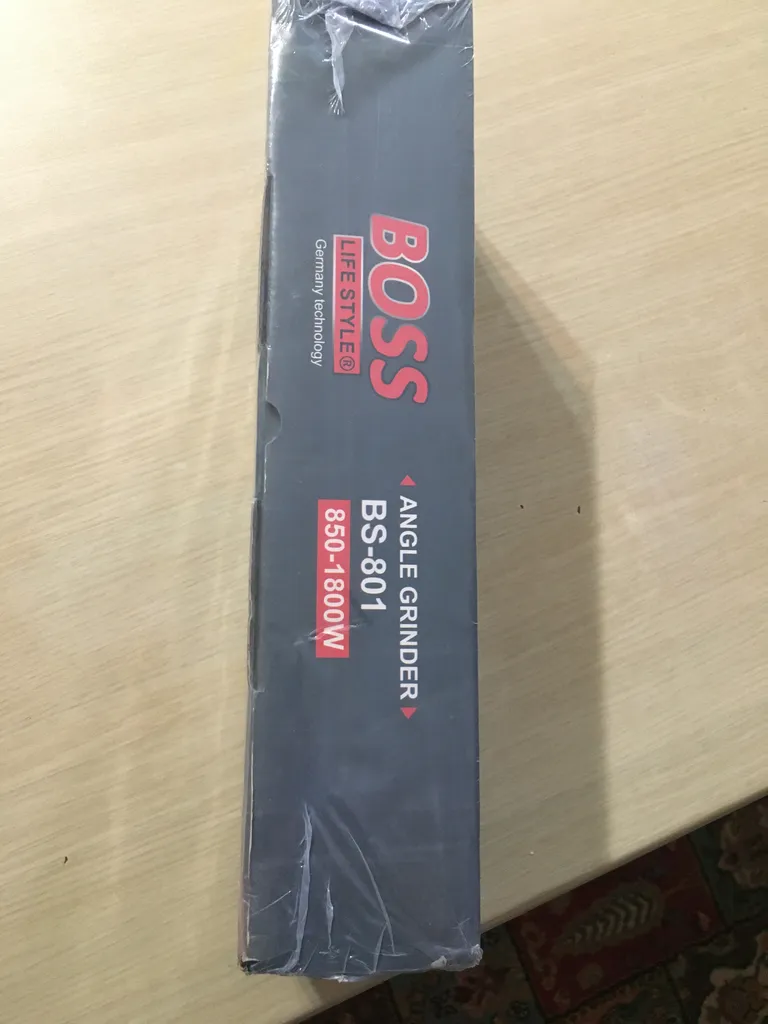 BOSS
LIFE STYLE®
Germany technology
ANGLE GRINDER
BS-801
850-1800W